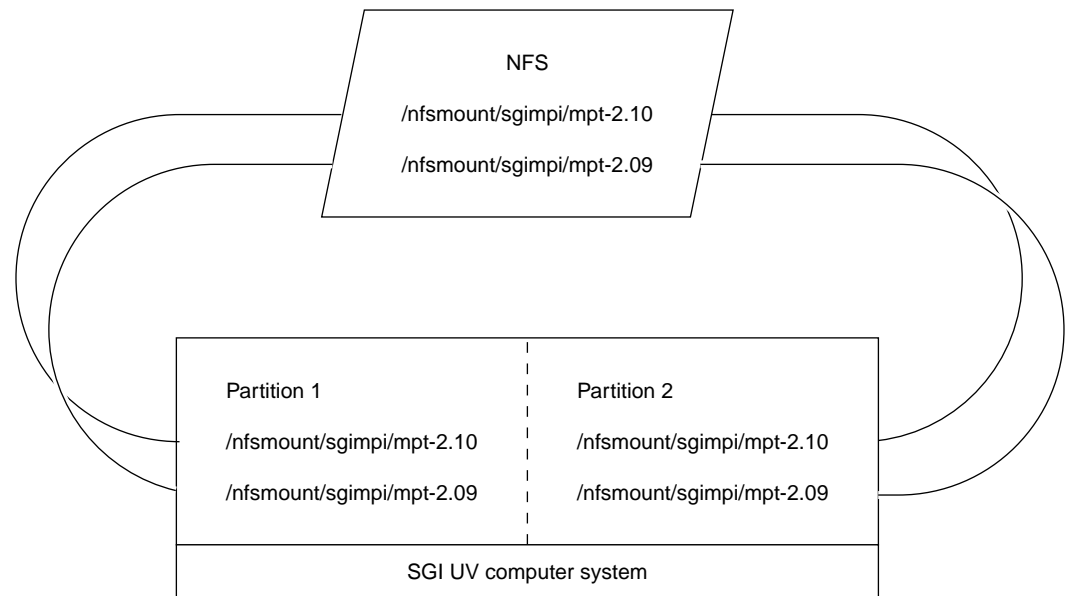 NFS
/nfsmount/sgimpi/mpt-2.10
/nfsmount/sgimpi/mpt-2.09
Partition 1
/nfsmount/sgimpi/mpt-2.10
/nfsmount/sgimpi/mpt-2.09
Partition 2
/nfsmount/sgimpi/mpt-2.10
/nfsmount/sgimpi/mpt-2.09
SGI UV computer system